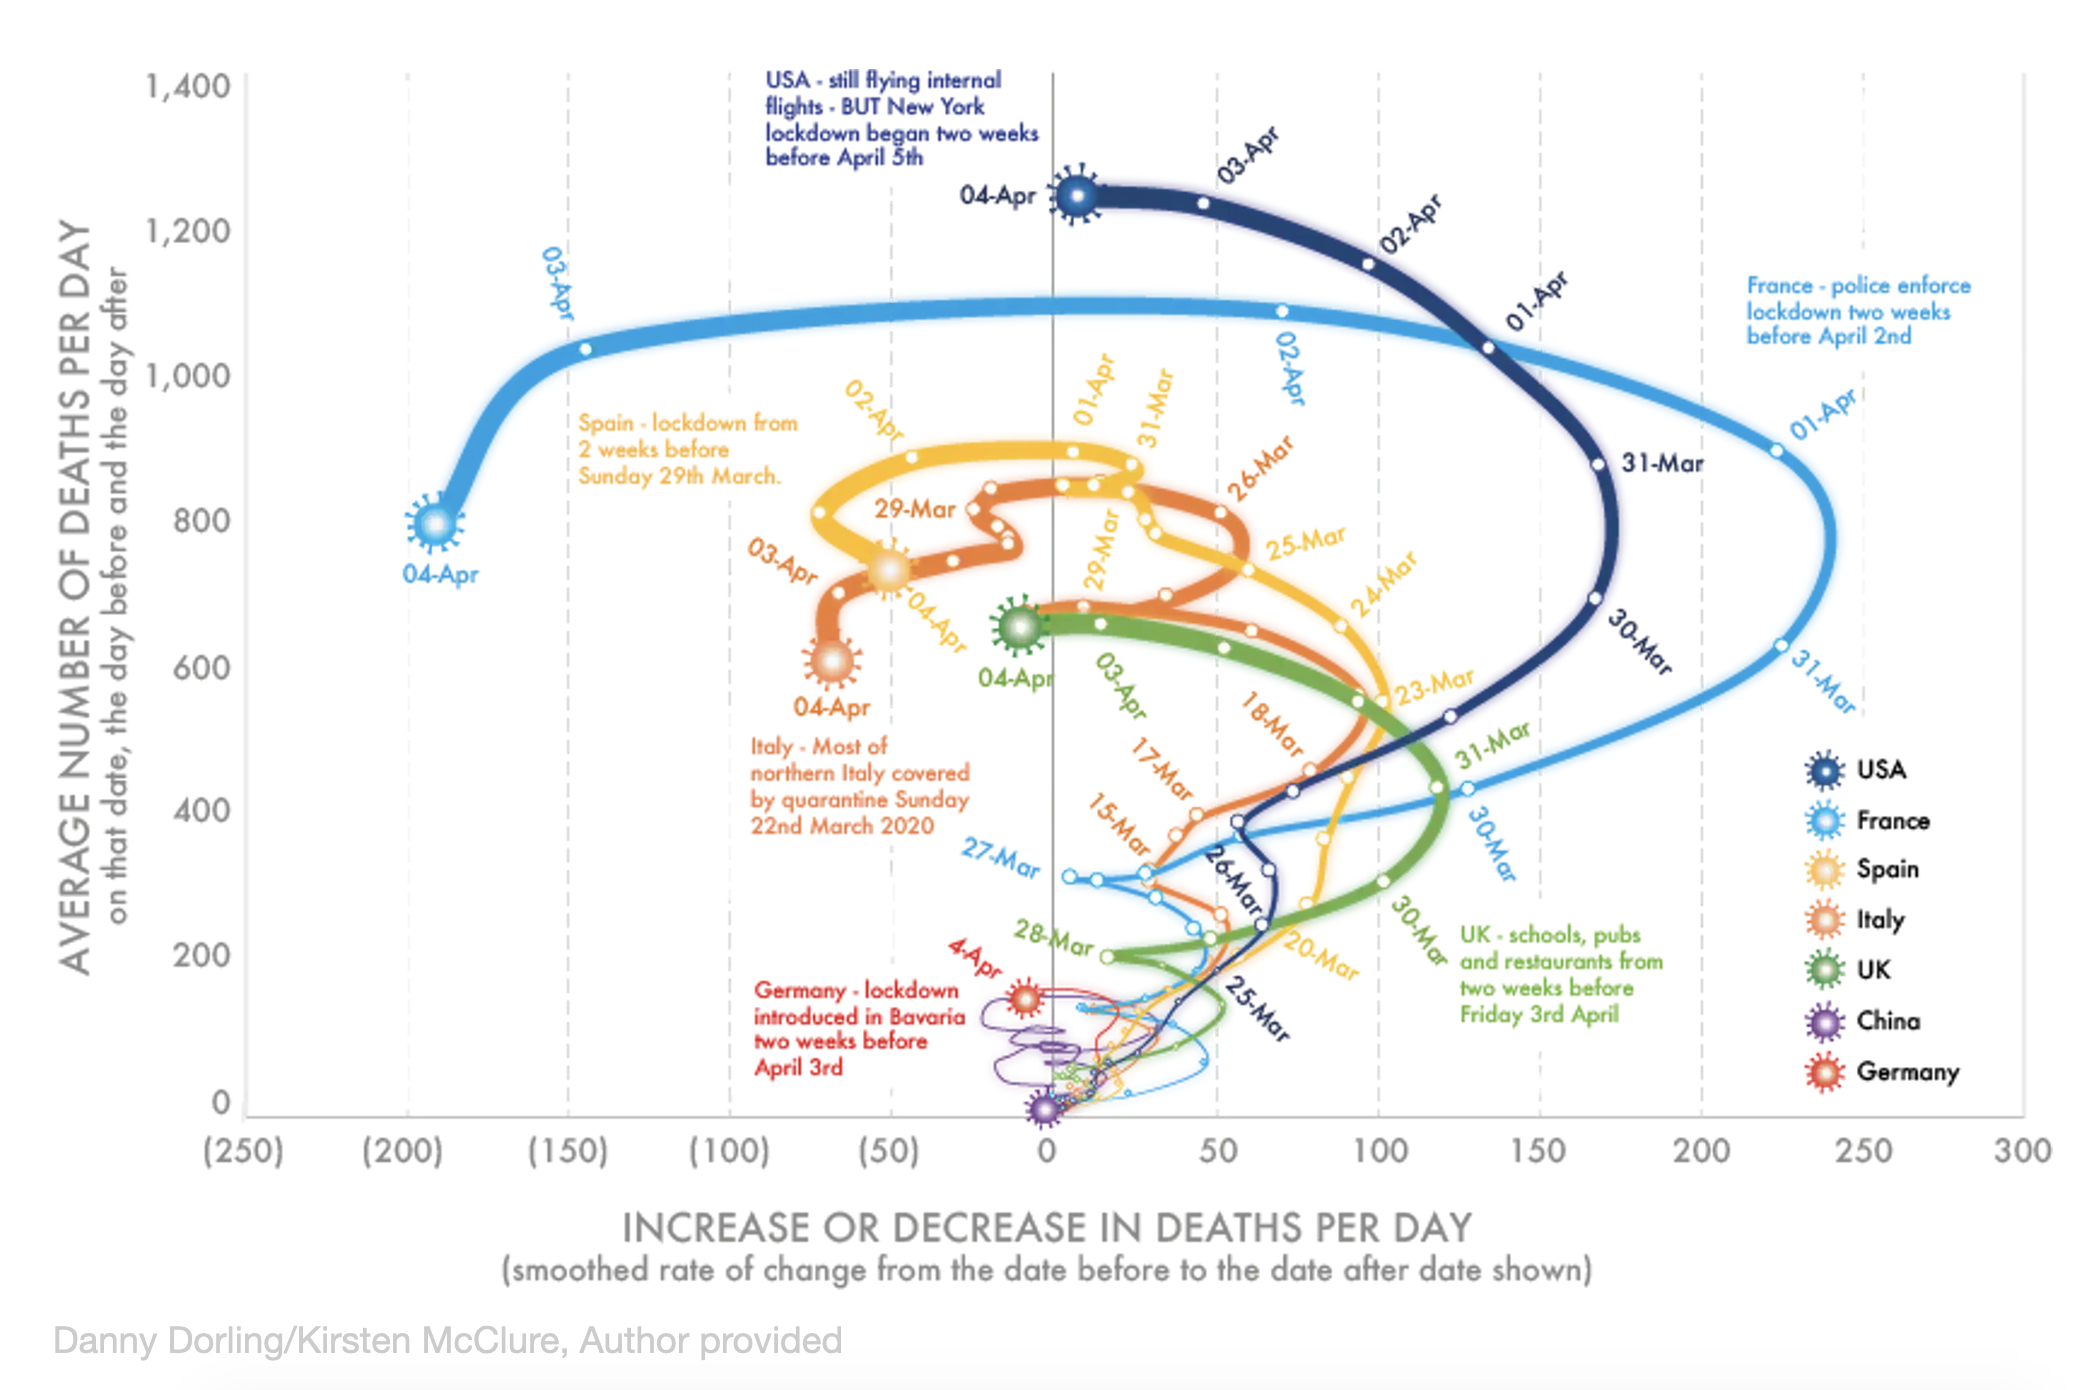 USA - still flying internal
flights - BUT New York
lockdown began two weeks
before April 5th
1,400
1,200
1,000
800
600
400
200
0
AVERAGE NUMBER OF DEATHS PER DAY
on that date, the day before and the day after
04-Apr
03-Apr
02-Apr
01-Apr
31-Mar
30-Mar
26-Mar
25-Mar
France - police enforce
lockdown two weeks
before April 2nd
03-Apr
02-Apr
01-Apr
31-Mar
30-Mar
27-Mar
04-Apr
Spain - lockdown from
2 weeks before
Sunday 29th March.
02-Apr
01-Apr
31-Mar
29-Mar
25-Mar
24-Mar
23-Mar
20-Mar
04-Apr
26-Mar
29-Mar
03-Apr
04-Apr
18-Mar
17-Mar
15-Mar
Italy - Most of
northern Italy covered
by quarantine Sunday
22nd March 2020
04-Apr
03-Apr
31-Mar
30-Mar
28-Mar
UK - schools, pubs
and restaurants from
two weeks before
Friday 3rd April
4-Apr
Germany - lockdown
introduced in Bavaria
two weeks before
April 3rd
USA
France
Spain
Italy
UK
China
Germany
(250)
(200)
(150)
(100)
(50)
0
50
100
150
200
250
300
INCREASE OR DECREASE IN DEATHS PER DAY
(smoothed rate of change from the date before to the date after date shown)
Danny Dorling/Kirsten McClure, Author provided